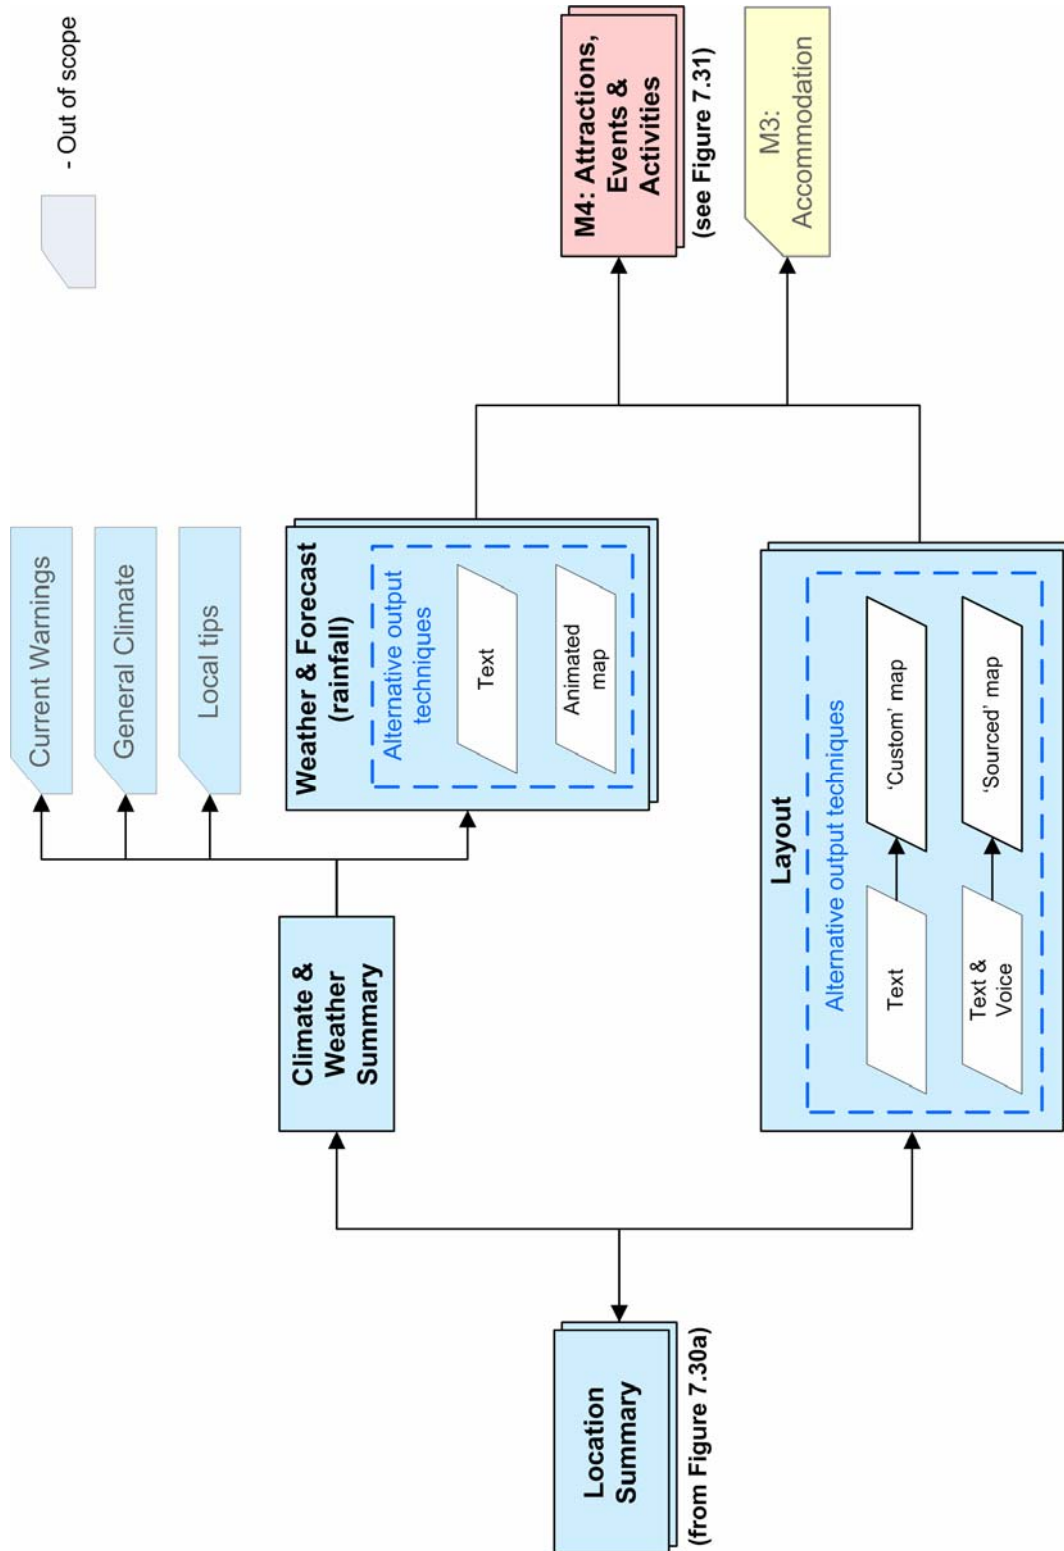 - Out of scope
Current Warnings
General Climate
Local tips
Climate &
Weather
Summary
Weather & Forecast
(rainfall)
Alternative output
techniques
Text
Animated
map
Location
Summary
(from Figure 7.30a)
Layout
Alternative output techniques
Text
'Custom' map
Text &
Voice
'Sourced' map
M4: Attractions,
Events &
Activities
(see Figure 7.31)
M3:
Accommodation